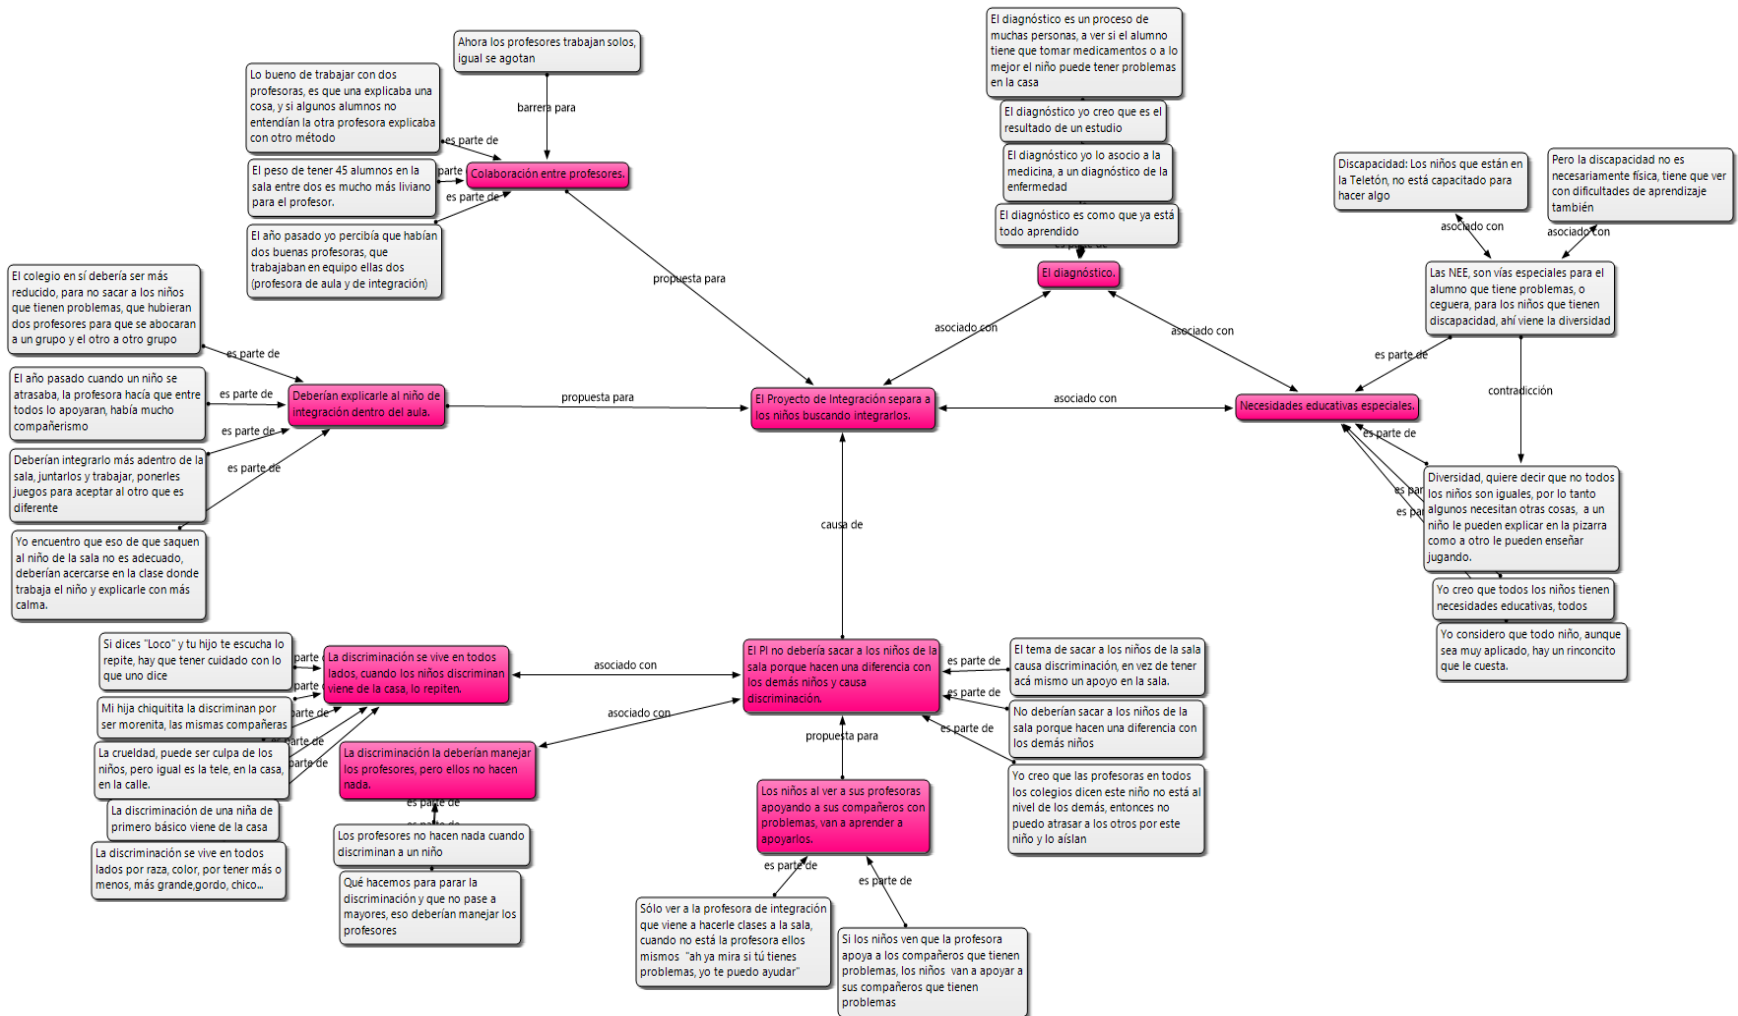 Ahora los profesores trabajan solos,
igual se agotan
barrera para
Lo bueno de trabajar con dos
profesoras, es que una explicaba una
cosa, y si algunos alumnos no
entendían la otra profesora explicaba
con otro método
es parte de
El peso de tener 45 alumnos en la
sala entre dos es mucho más liviano
para el profesor.
parte
es parte de
Colaboración entre profesores.
El año pasado yo percibía que habían
dos buenas profesoras, que
trabajaban en equipo ellas dos
(profesora de aula y de integración)
propuesta para
El diagnóstico es un proceso de
muchas personas, a ver si el alumno
tiene que tomar medicamentos o a lo
mejor el niño puede tener problemas
en la casa
El diagnóstico yo creo que es el
resultado de un estudio
El diagnóstico yo lo asocio a la
medicina, a un diagnóstico de la
enfermedad
El diagnóstico es como que ya está
todo aprendido
es parte de
El diagnóstico.
asociado con
asociado con
Discapacidad: Los niños que están en
la Teletón, no está capacitado para
hacer algo
Pero la discapacidad no es
necesariamente física, tiene que ver
con dificultades de aprendizaje
también
asociado con
asociado con
Las NEE, son vías especiales para el
alumno que tiene problemas, o
ceguera, para los niños que tienen
discapacidad, ahí viene la diversidad
es parte de
contradicción
El colegio en sí debería ser más
reducido, para no sacar a los niños
que tienen problemas, que hubieran
dos profesores para que se abocaran
a un grupo y el otro a otro grupo
es parte de
El año pasado cuando un niño se
atrasaba, la profesora hacía que entre
todos lo apoyaran, había mucho
compañerismo
es parte de
Deberían explicarle al niño de
integración dentro del aula.
propuesta para
El Proyecto de Integración separa a
los niños buscando integrarlos.
asociado con
Necesidades educativas especiales.
es parte de
Deberían integrarlo más adentro de la
sala, juntarlos y trabajar, ponerles
juegos para aceptar al otro que es
diferente
es parte de
Yo encuentro que eso de que saquen
al niño de la sala no es adecuado,
deberían acercarse en la clase donde
trabaja el niño y explicarle con más
calma.
es parte de
es par
es pa
Diversidad, quiere decir que no todos
los niños son iguales, por lo tanto
algunos necesitan otras cosas, a un
niño le pueden explicar en la pizarra
como a otro le pueden enseñar
jugando.
Yo creo que todos los niños tienen
necesidades educativas, todos
Yo considero que todo niño, aunque
sea muy aplicado, hay un rinconcito
que le cuesta.
causa de
Si dices "Loco" y tu hijo te escucha lo
repite, hay que tener cuidado con lo
que uno dice
parte
Mi hija chiquitita la discriminan por
ser morenita, las mismas compañeras
parte
parte de
La crueldad, puede ser culpa de los
niños, pero igual es la tele, en la casa,
en la calle.
es parte de
parte de
La discriminación de una niña de
primero básico viene de la casa
La discriminación se vive en todos
lados por raza, color, por tener más o
menos, más grande,gordo, chico...
La discriminación se vive en todos
lados, cuando los niños discriminan
viene de la casa, lo repiten.
asociado con
asociado con
La discriminación la deberían manejar
los profesores, pero ellos no hacen
nada.
es parte de
es parte de
Los profesores no hacen nada cuando
discriminan a un niño
Qué hacemos para parar la
discriminación y que no pase a
mayores, eso deberían manejar los
profesores
El PI no debería sacar a los niños de la
sala porque hacen una diferencia con
los demás niños y causa
discriminación.
es parte de
El tema de sacar a los niños de la sala
causa discriminación, en vez de tener
acá mismo un apoyo en la sala.
es parte de
No deberían sacar a los niños de la
sala porque hacen una diferencia con
los demás niños
es parte de
Yo creo que las profesoras en todos
los colegios dicen este niño no está al
nivel de los demás, entonces no
puedo atrasar a los otros por este
niño y lo aíslan
propuesta para
Los niños al ver a sus profesoras
apoyando a sus compañeros con
problemas, van a aprender a
apoyarlos.
es parte de
es parte de
Sólo ver a la profesora de integración
que viene a hacerle clases a la sala,
cuando no está la profesora ellos
mismos "ah ya mira si tú tienes
problemas, yo te puedo ayudar"
Si los niños ven que la profesora
apoya a los compañeros que tienen
problemas, los niños van a apoyar a
sus compañeros que tienen
problemas